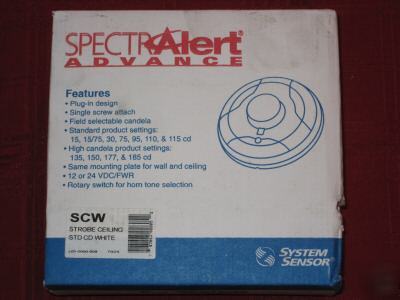 SPECTRAlert®
ADVANCE
Features
• Plug-in design
• Single screw attach
• Field selectable candela
• Standard product settings:
15, 15/75, 30, 75, 95, 110, & 115 cd
• High candela product settings:
135, 150, 177, & 185 cd
• Same mounting plate for wall and ceiling
• 12 or 24 VDC/FWR
• Rotary switch for horn tone selection
SCW
STROBE CEILING
STD CD WHITE
SYSTEM
SENSOR